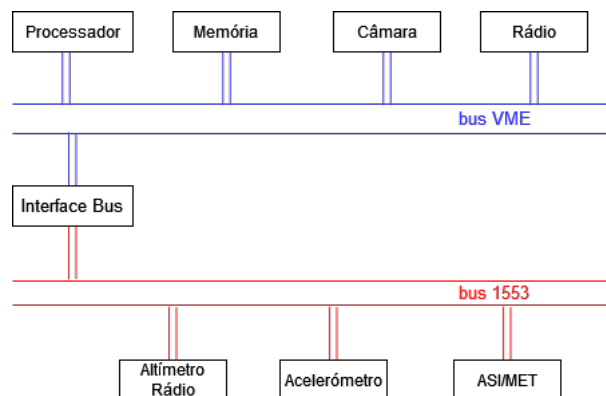 Processador
Memória
Câmara
Rádio
bus VME
Interface Bus
bus 1553
Altímetro
Rádio
Acelerómetro
ASI/MET